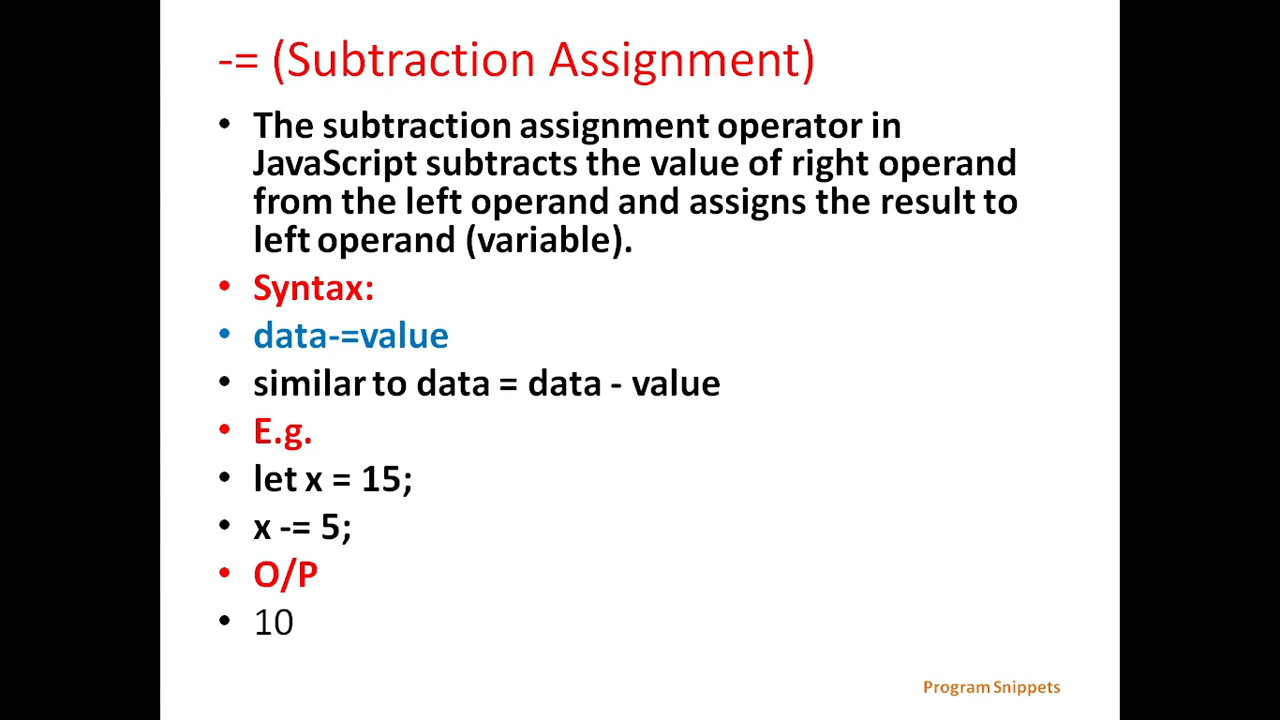 -= (Subtraction Assignment)
• The subtraction assignment operator in
JavaScript subtracts the value of right operand
from the left operand and assigns the result to
left operand (variable).
• Syntax:
• data-=value
• similar to data = data - value
• E.g.
• let x = 15;
• x -= 5;
• O/P
• 10
Program Snippets